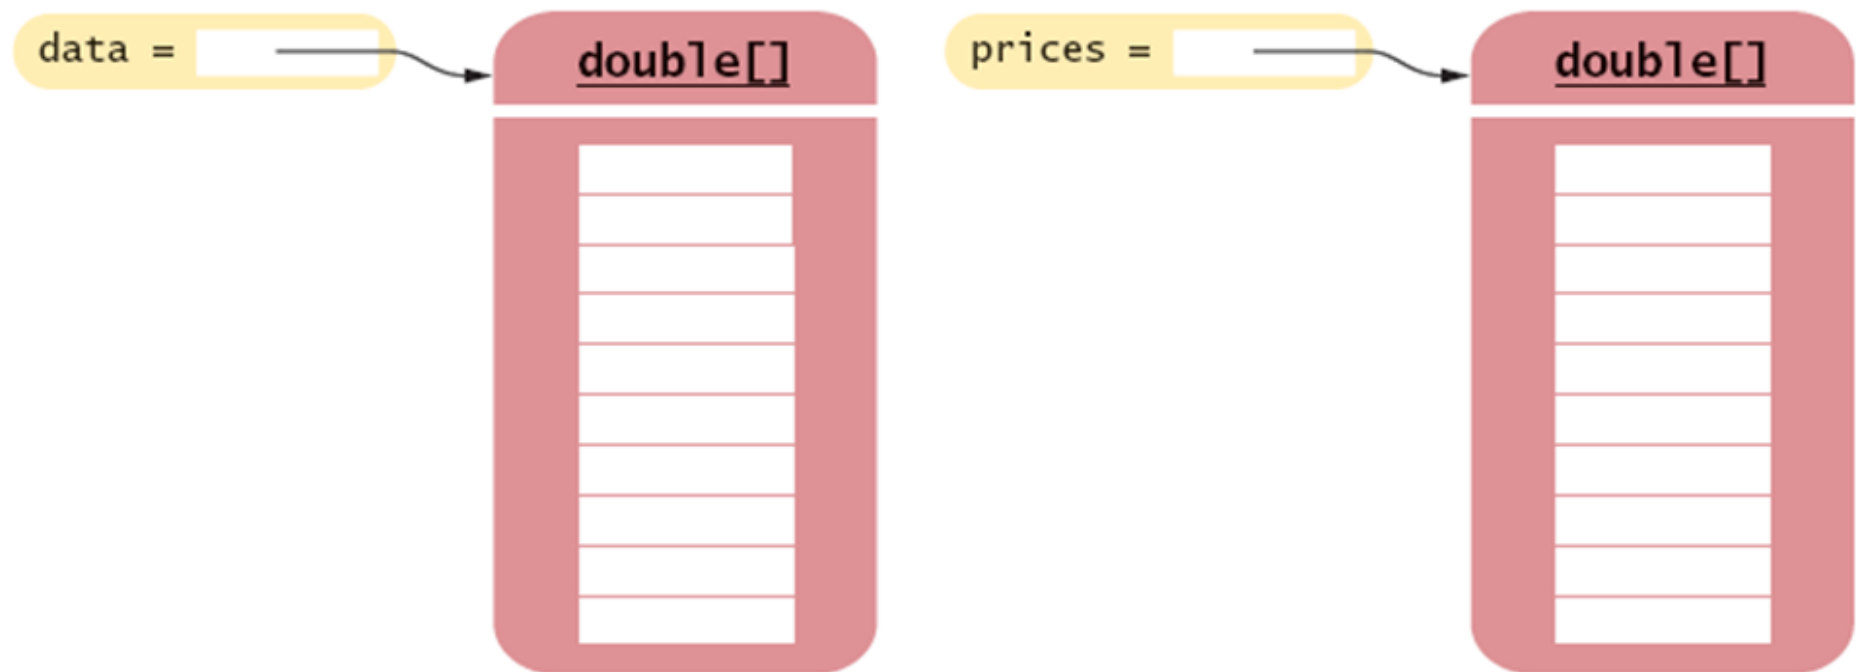 data =
double[]
prices =
double[]